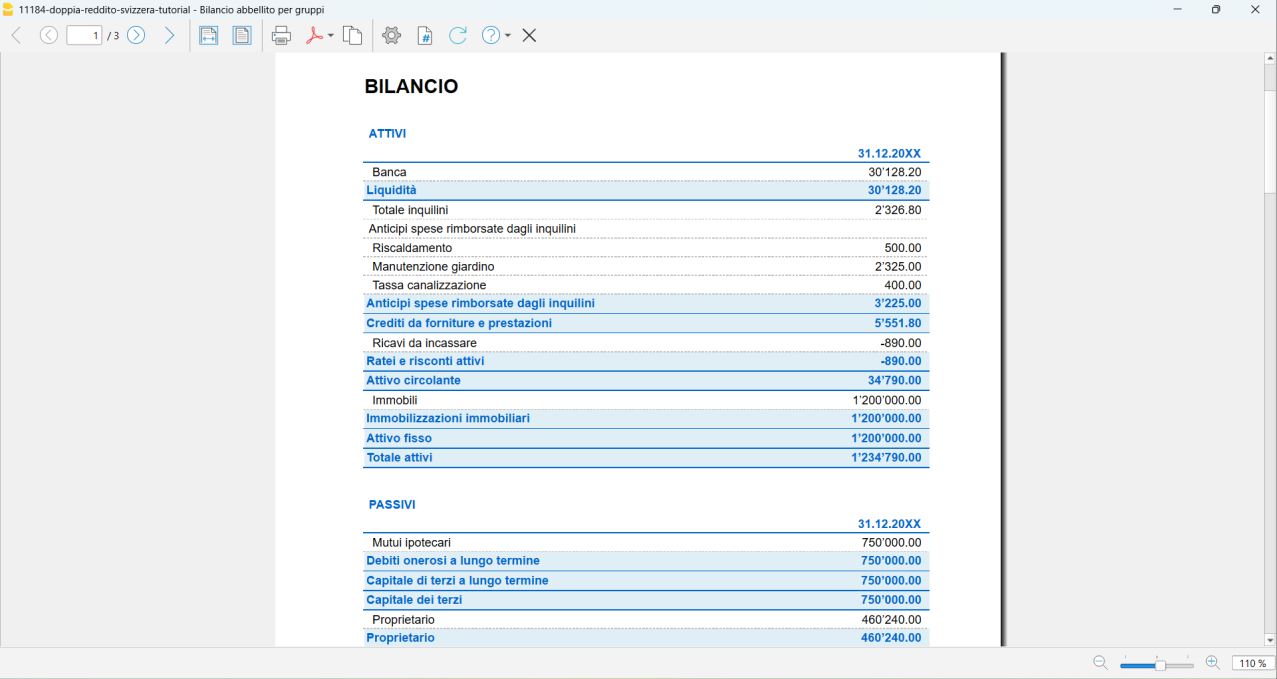 11184-doppia-reddito-svizzera-tutorial - Bilancio abbellito per gruppi
1 / 3
BILANCIO
ATTIVI
31.12.20XX
Banca 30'128.20
Liquidità 30'128.20
Totale inquilini 2'326.80
Anticipi spese rimborsate dagli inquilini
Riscaldamento 500.00
Manutenzione giardino 2'325.00
Tassa canalizzazione 400.00
Anticipi spese rimborsate dagli inquilini 3'225.00
Crediti da forniture e prestazioni 5'551.80
Ricavi da incassare -890.00
Ratei e risconti attivi -890.00
Attivo circolante 34'790.00
Immobili 1'200'000.00
Immobilizzazioni immobiliari 1'200'000.00
Attivo fisso 1'200'000.00
Totale attivi 1'234'790.00
PASSIVI
31.12.20XX
Mutui ipotecari 750'000.00
Debiti onerosi a lungo termine 750'000.00
Capitale di terzi a lungo termine 750'000.00
Capitale dei terzi 750'000.00
Proprietario 460'240.00
Proprietario 460'240.00
110 %